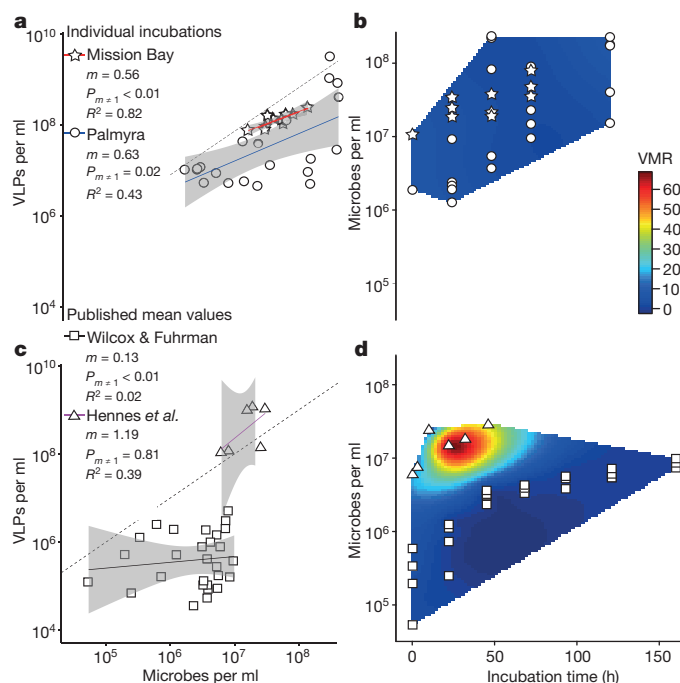 a
Individual incubations
Mission Bay
m = 0.56
P m ≠ 1 < 0.01
R² = 0.82
Palmyra
m = 0.63
P m ≠ 1 = 0.02
R² = 0.43
VLPs per ml
10¹⁰
10⁸
10⁶
10⁴
b
Microbes per ml
10⁸
10⁷
10⁶
10⁵
VMR
60
50
40
30
20
10
0
Published mean values
Wilcox & Fuhrman
c
m = 0.13
P m ≠ 1 < 0.01
R² = 0.02
Hennes et al.
m = 1.19
P m ≠ 1 = 0.81
R² = 0.39
VLPs per ml
10¹⁰
10⁸
10⁶
10⁴
10⁵
10⁶
10⁷
10⁸
Microbes per ml
d
Microbes per ml
10⁸
10⁷
10⁶
10⁵
0
50
100
150
Incubation time (h)